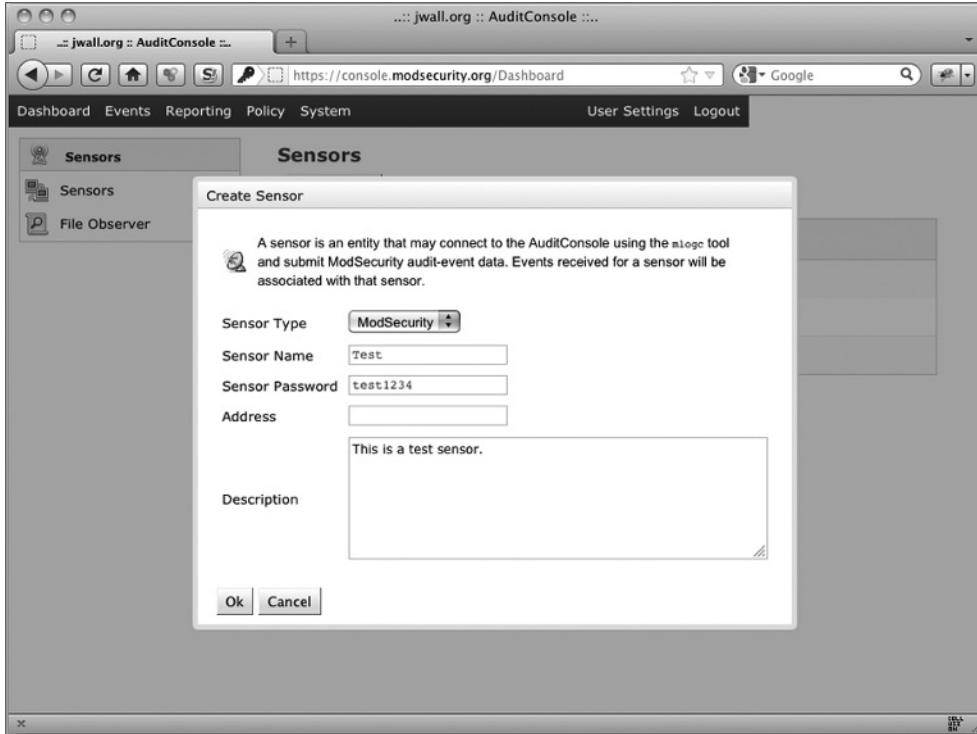 ..:: jwall.org :: AuditConsole ::..
..:: jwall.org :: AuditConsole ::..
https://console.modsecurity.org/Dashboard
Google
Dashboard Events Reporting Policy System User Settings Logout
Sensors
Sensors
File Observer
Sensors
Create Sensor
A sensor is an entity that may connect to the AuditConsole using the mlogc tool
and submit ModSecurity audit-event data. Events received for a sensor will be
associated with that sensor.
Sensor Type ModSecurity
Sensor Name Test
Sensor Password test1234
Address
Description This is a test sensor.
Ok Cancel